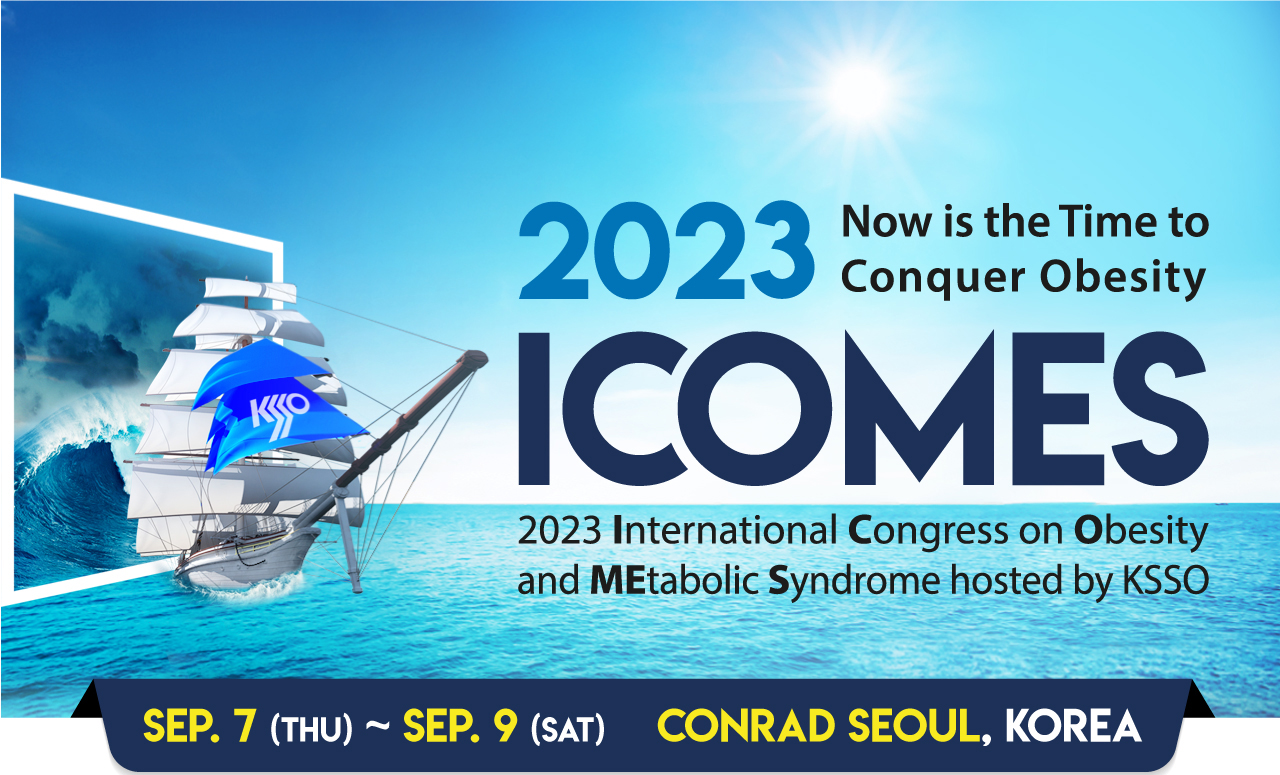 2023
Now is the Time to
Conquer Obesity
ICOMES
2023 International Congress on Obesity
and MEtabolic Syndrome hosted by KSSO
KSSO
SEP. 7 (THU) ~ SEP. 9 (SAT) CONRAD SEOUL, KOREA